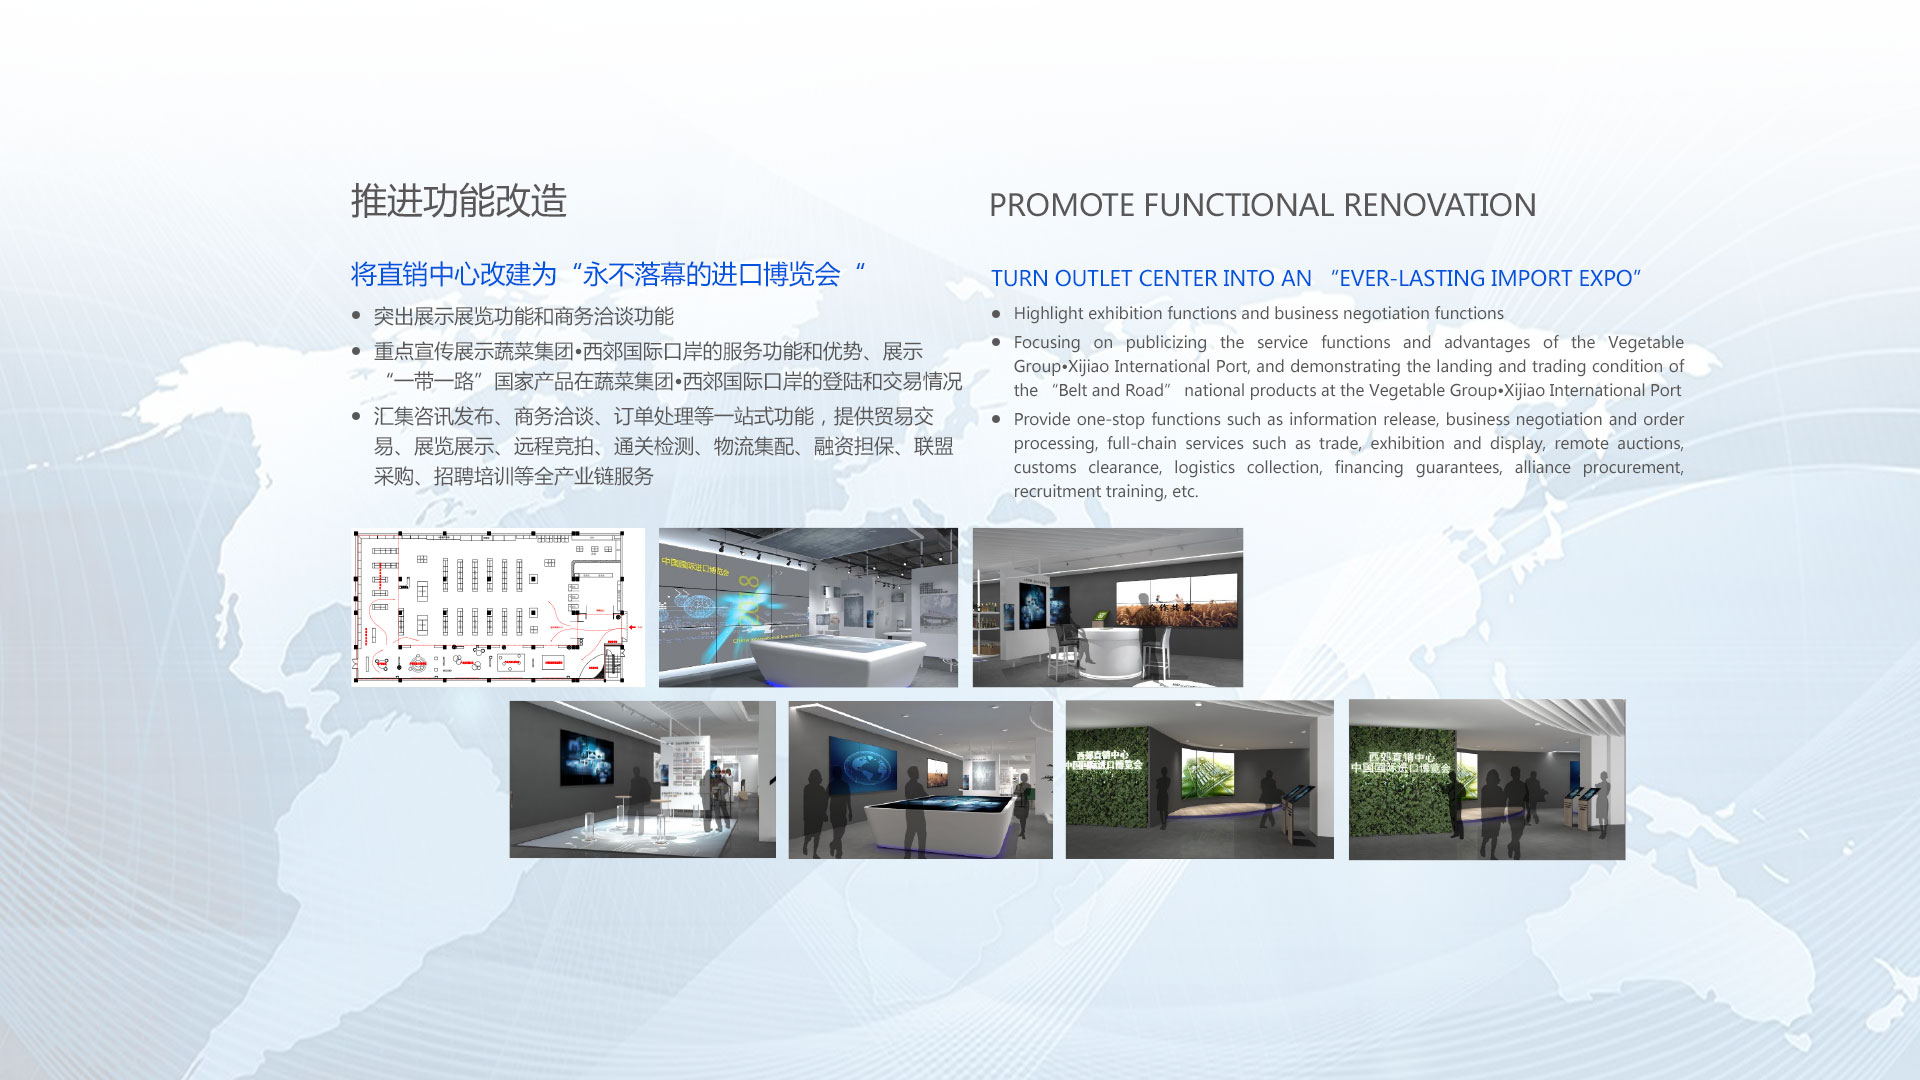 推进功能改造
将直销中心改建为“永不落幕的进口博览会“
• 突出展示展览功能和商务洽谈功能
• 重点宣传展示蔬菜集团•西郊国际口岸的服务功能和优势、展示
“一带一路”国家产品在蔬菜集团•西郊国际口岸的登陆和交易情况
• 汇集咨讯发布、商务洽谈、订单处理等一站式功能，提供贸易交
易、展览展示、远程竞拍、通关检测、物流集配、融资担保、联盟
采购、招聘培训等全产业链服务
PROMOTE FUNCTIONAL RENOVATION
TURN OUTLET CENTER INTO AN “EVER-LASTING IMPORT EXPO”
• Highlight exhibition functions and business negotiation functions
• Focusing on publicizing the service functions and advantages of the Vegetable
Group•Xijiao International Port, and demonstrating the landing and trading condition of
the “Belt and Road” national products at the Vegetable Group•Xijiao International Port
• Provide one-stop functions such as information release, business negotiation and order
processing, full-chain services such as trade, exhibition and display, remote auctions,
customs clearance, logistics collection, financing guarantees, alliance procurement,
recruitment training, etc.
中国国际进口博览会
合作共赢
西郊直销中心
中国国际进口博览会
西郊直销中心
中国国际进口博览会